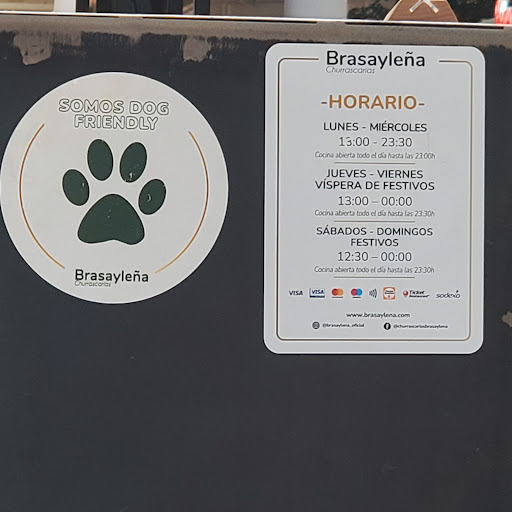 SOMOS DOG
FRIENDLY
Brasayleña
Churrascarias
Brasayleña
Churrascarias
-HORARIO-
LUNES - MIÉRCOLES
13:00 - 23:30
Cocina abierta todo el día hasta las 23:00h
JUEVES - VIERNES
VÍSPERA DE FESTIVOS
13:00 – 00:00
Cocina abierta todo el día hasta las 23:30h
SÁBADOS - DOMINGOS
FESTIVOS
12:30 – 00:00
Cocina abierta todo el día hasta las 23:30h
VISA VISA Ticket Restaurant sodexo
www.brasaylena.com
@brasaylena_oficial @churrascariasbrasaylena